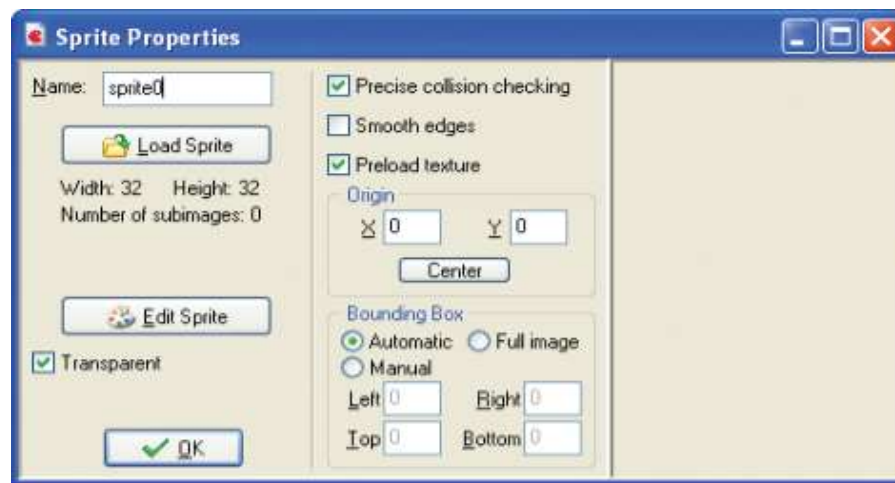 Sprite Properties
Name: sprite0
Load Sprite
Width: 32 Height: 32
Number of subimages: 0
Edit Sprite
Transparent
OK
Precise collision checking
Smooth edges
Preload texture
Origin
X 0 Y 0
Center
Bounding Box
Automatic Full image
Manual
Left 0 Right 0
Top 0 Bottom 0